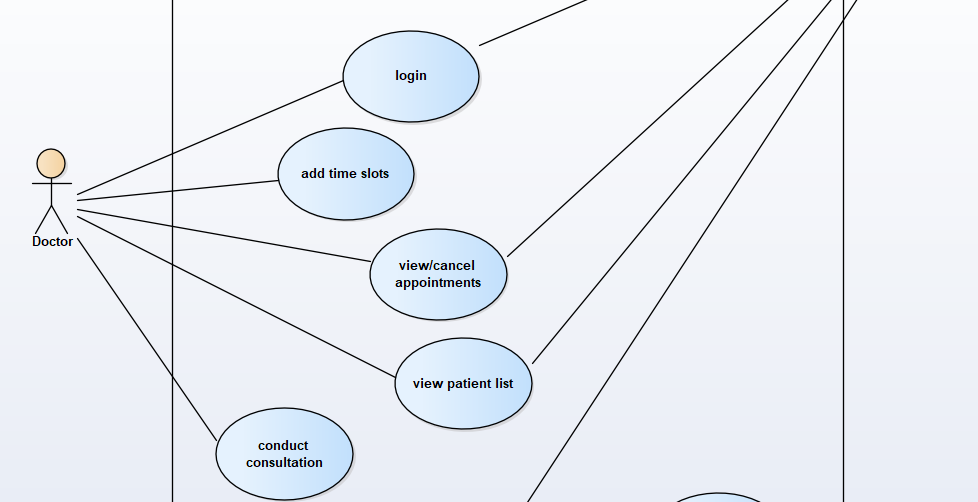 login
add time slots
Doctor
view/cancel
appointments
view patient list
conduct
consultation